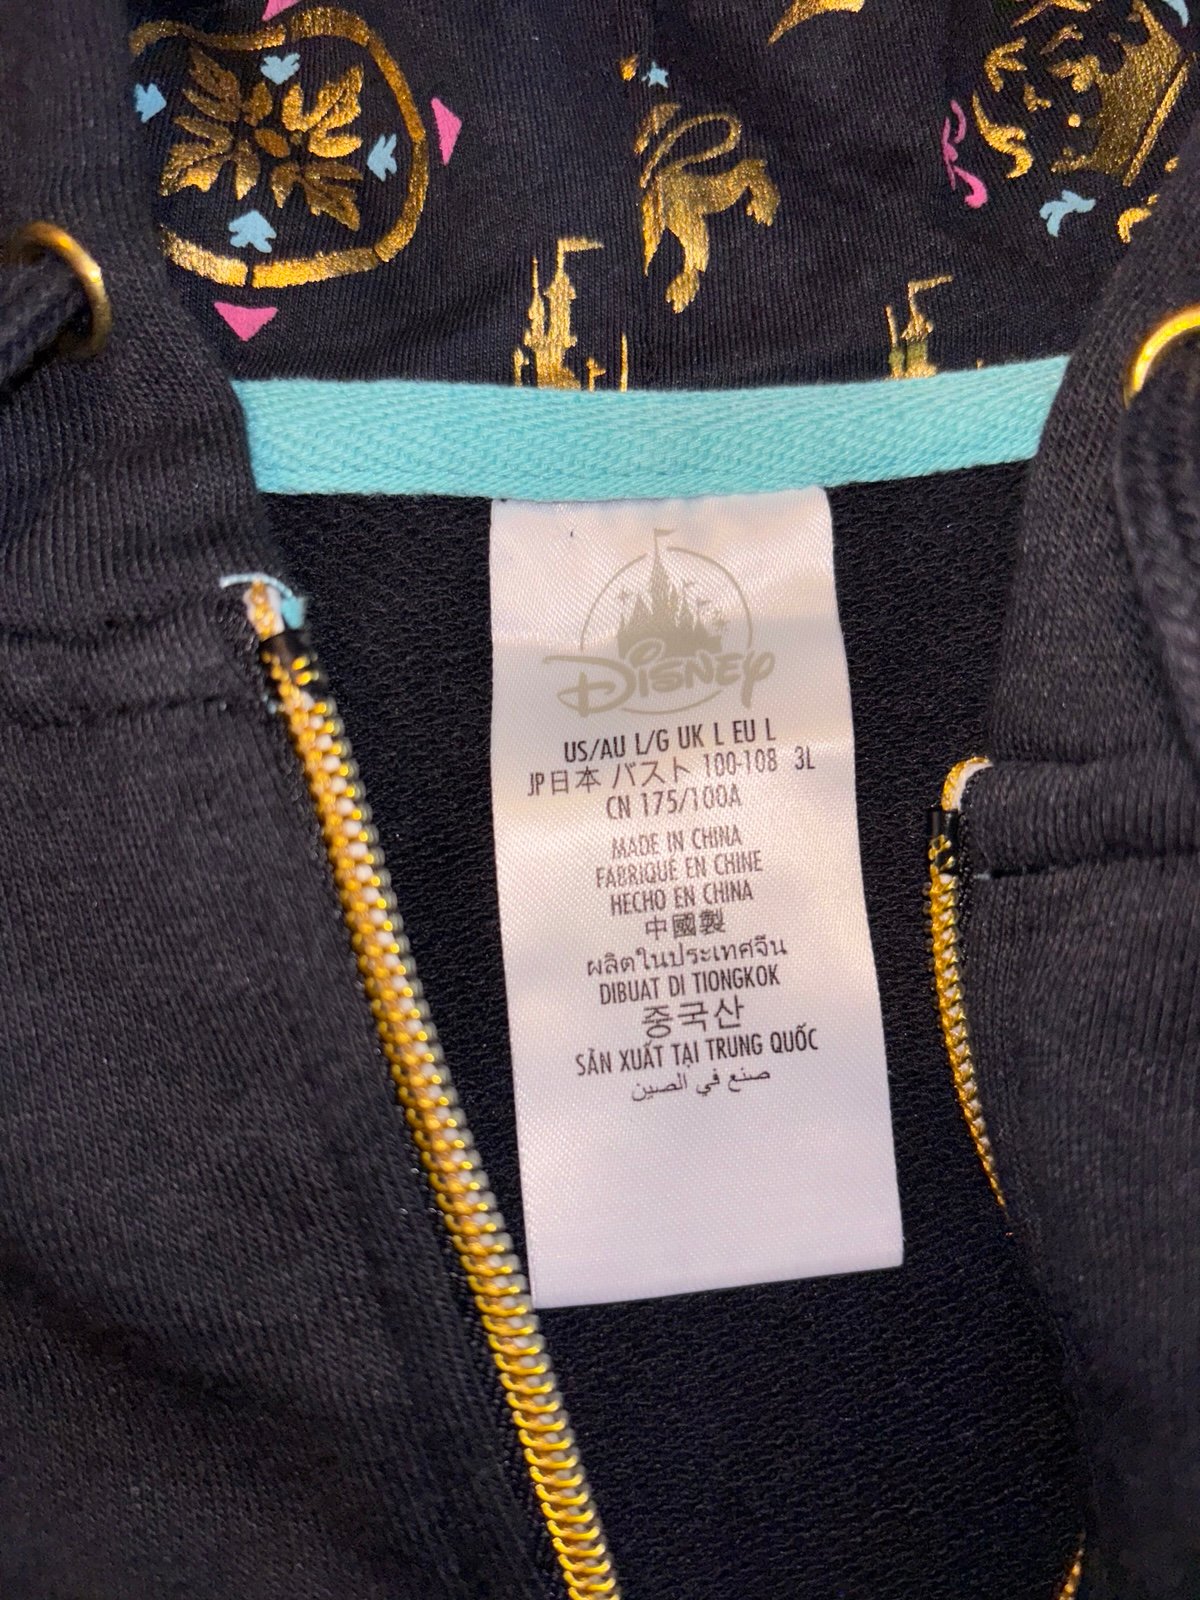 DISNEY
US/AU L/G UK L EU L
JP日本 バスト 100-108 3L
CN 175/100A
MADE IN CHINA
FABRIQUÉ EN CHINE
HECHO EN CHINA
中國製
ผลิตในประเทศจีน
DIBUAT DI TIONGKOK
중국산
SẢN XUẤT TẠI TRUNG QUỐC
صنع في الصين